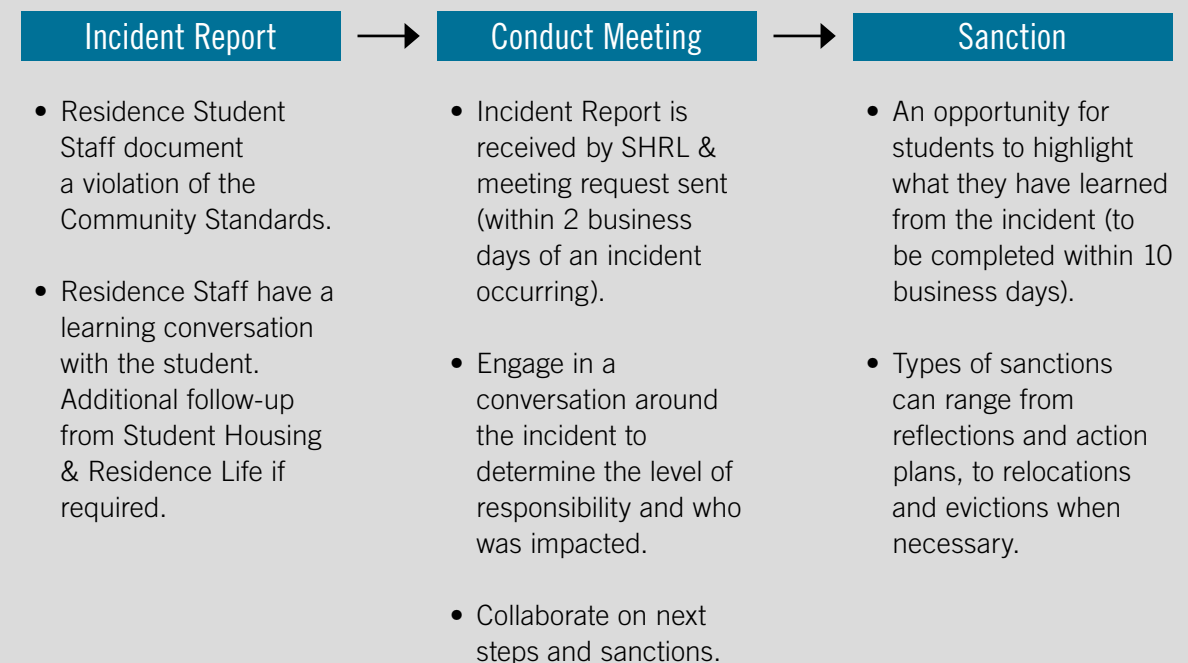 Incident Report
• Residence Student
Staff document
a violation of the
Community Standards.
• Residence Staff have a
learning conversation
with the student.
Additional follow-up
from Student Housing
& Residence Life if
required.
Conduct Meeting
• Incident Report is
received by SHRL &
meeting request sent
(within 2 business
days of an incident
occurring).
• Engage in a
conversation around
the incident to
determine the level of
responsibility and who
was impacted.
• Collaborate on next
steps and sanctions.
Sanction
• An opportunity for
students to highlight
what they have learned
from the incident (to
be completed within 10
business days).
• Types of sanctions
can range from
reflections and action
plans, to relocations
and evictions when
necessary.